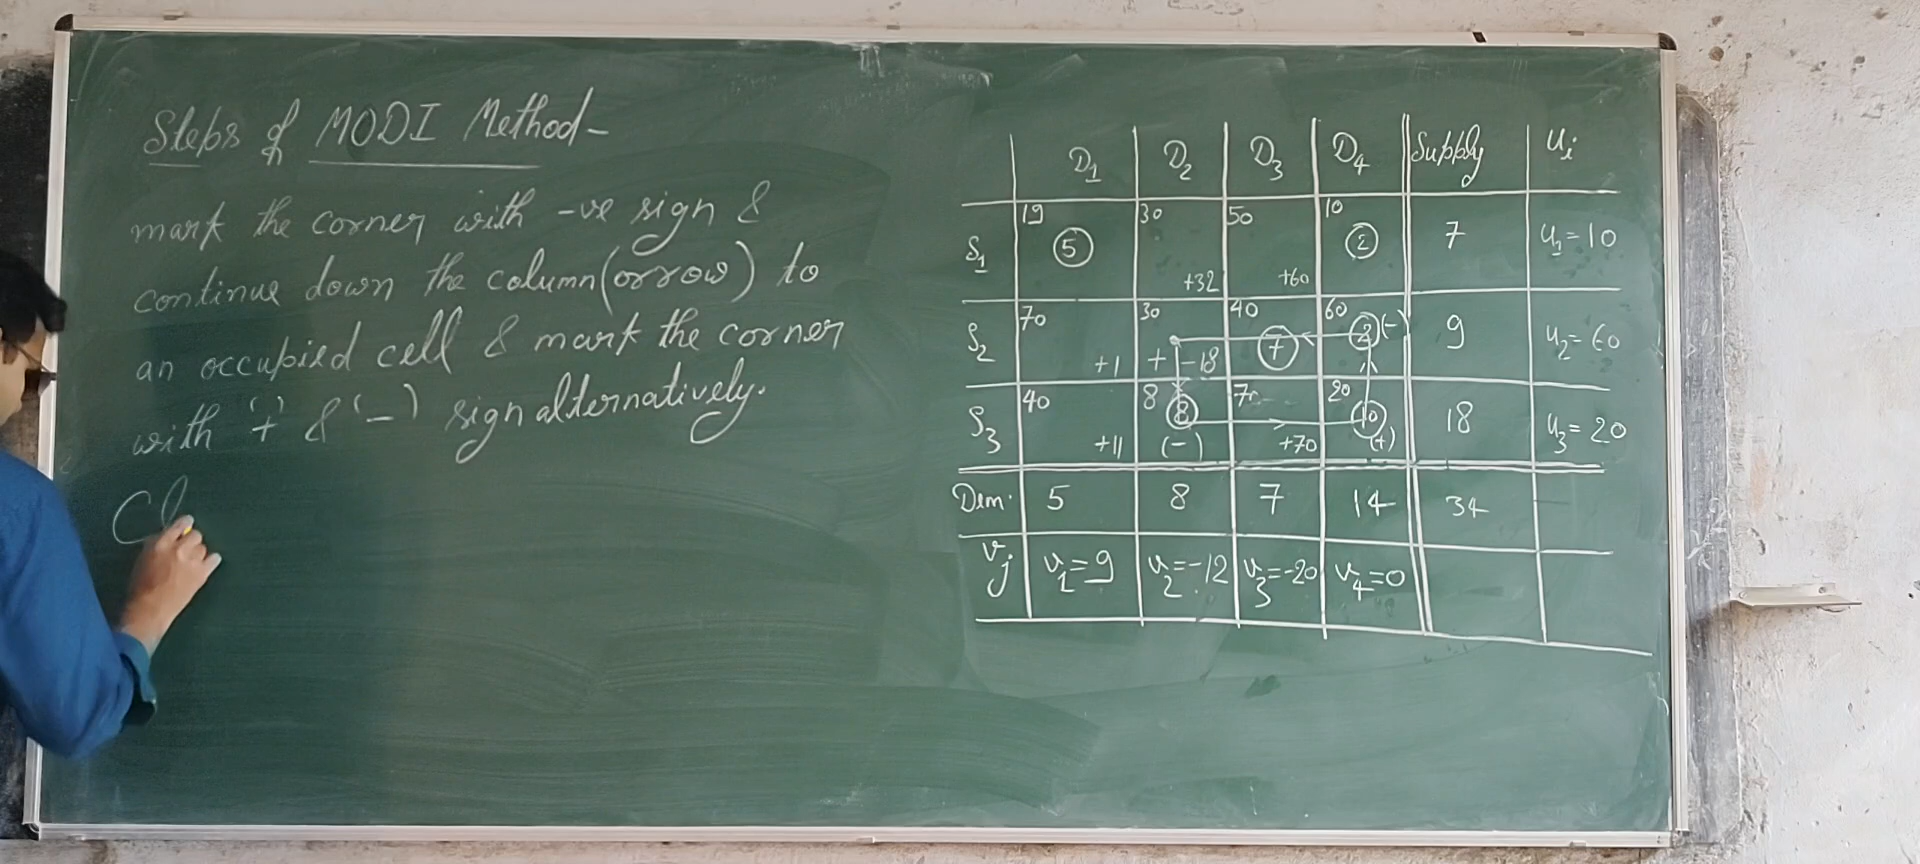 Steps of MODI Method-
mark the corner with -ve sign &
continue down the column (or row) to
an occupied cell & mark the corner
with '+' & '-' sign alternatively.
Cl
D1 D2 D3 D4 Supply ui
S1 19 5 30 +32 50 +60 10 2 7 u1=10
S2 70 +1 30 + -18 40 7 60 2 (-) 9 u2=60
S3 40 +11 8 8 (-) 70 +70 20 10 (+) 18 u3=20
Dem. 5 8 7 14 34
vj v1=9 v2=-12 v3=-20 v4=0